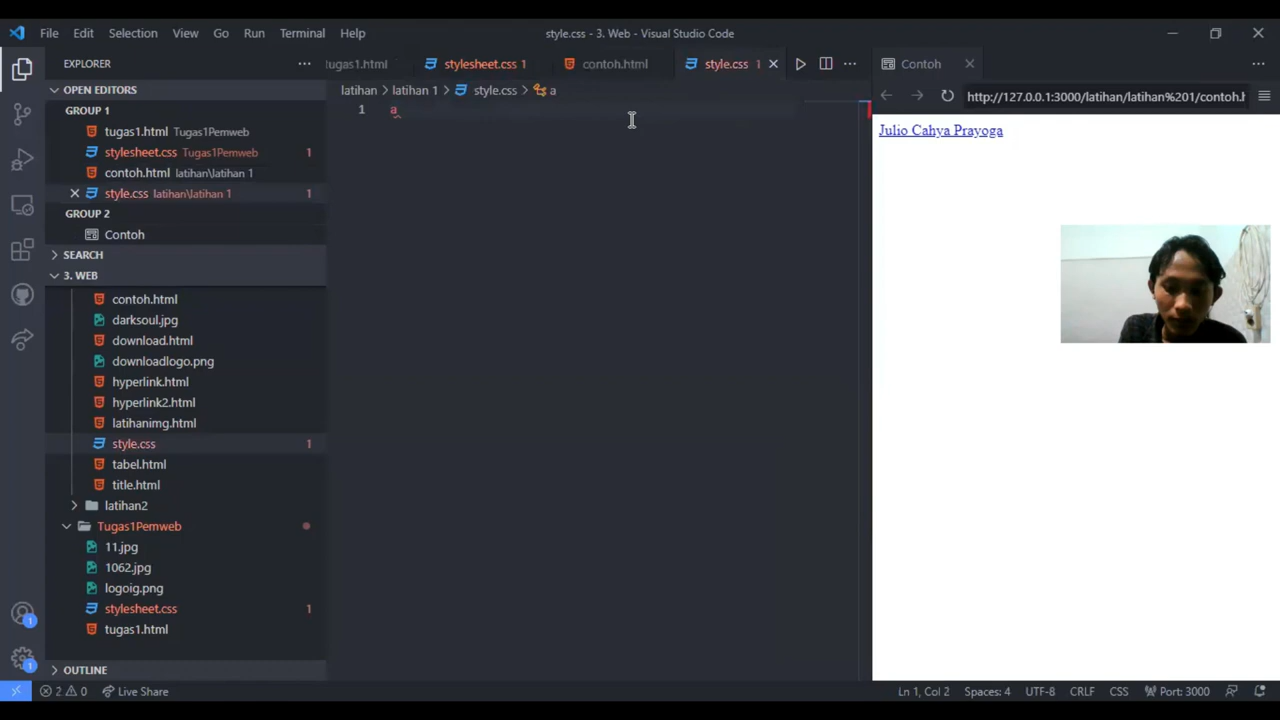 File Edit Selection View Go Run Terminal Help
style.css - 3. Web - Visual Studio Code
EXPLORER
tugas1.html
stylesheet.css 1
contoh.html
style.css 1
Contoh
OPEN EDITORS
latihan > latihan 1 > style.css > a
http://127.0.0.1:3000/latihan/latihan%201/contoh.h
GROUP 1
1 a
tugas1.html Tugas1Pemweb
Julio Cahya Prayoga
stylesheet.css Tugas1Pemweb 1
contoh.html latihan\latihan 1
style.css latihan\latihan 1 1
GROUP 2
Contoh
SEARCH
3. WEB
contoh.html
darksoul.jpg
download.html
downloadlogo.png
hyperlink.html
hyperlink2.html
latihanimg.html
style.css 1
tabel.html
title.html
latihan2
Tugas1Pemweb
11.jpg
1062.jpg
logoig.png
stylesheet.css 1
tugas1.html
1
OUTLINE
1
2 0 Live Share
Ln 1, Col 2 Spaces: 4 UTF-8 CRLF CSS Port: 3000